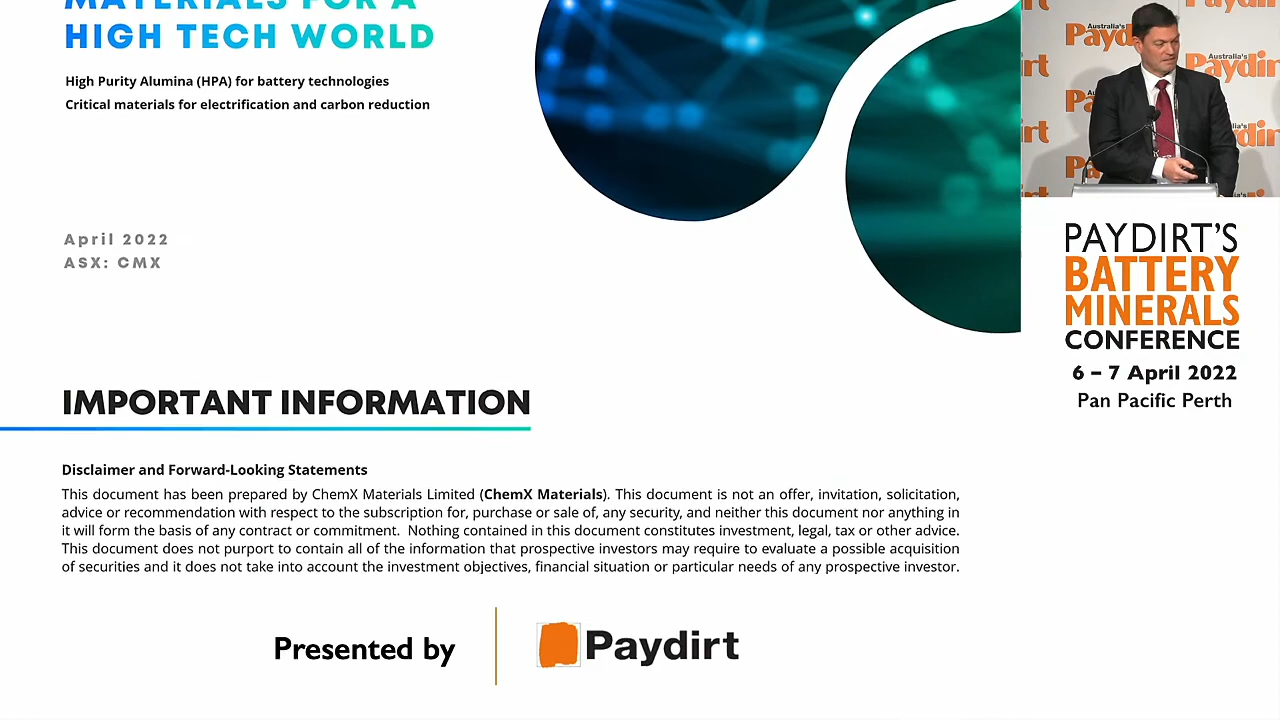 MATERIALS FOR A
HIGH TECH WORLD
High Purity Alumina (HPA) for battery technologies
Critical materials for electrification and carbon reduction
April 2022
ASX: CMX
IMPORTANT INFORMATION
Disclaimer and Forward-Looking Statements
This document has been prepared by ChemX Materials Limited (ChemX Materials). This document is not an offer, invitation, solicitation,
advice or recommendation with respect to the subscription for, purchase or sale of, any security, and neither this document nor anything in
it will form the basis of any contract or commitment.  Nothing contained in this document constitutes investment, legal, tax or other advice.
This document does not purport to contain all of the information that prospective investors may require to evaluate a possible acquisition
of securities and it does not take into account the investment objectives, financial situation or particular needs of any prospective investor.
Presented by
Paydirt
Australia's
Paydirt
PAYDIRT'S
BATTERY
MINERALS
CONFERENCE
6 – 7 April 2022
Pan Pacific Perth